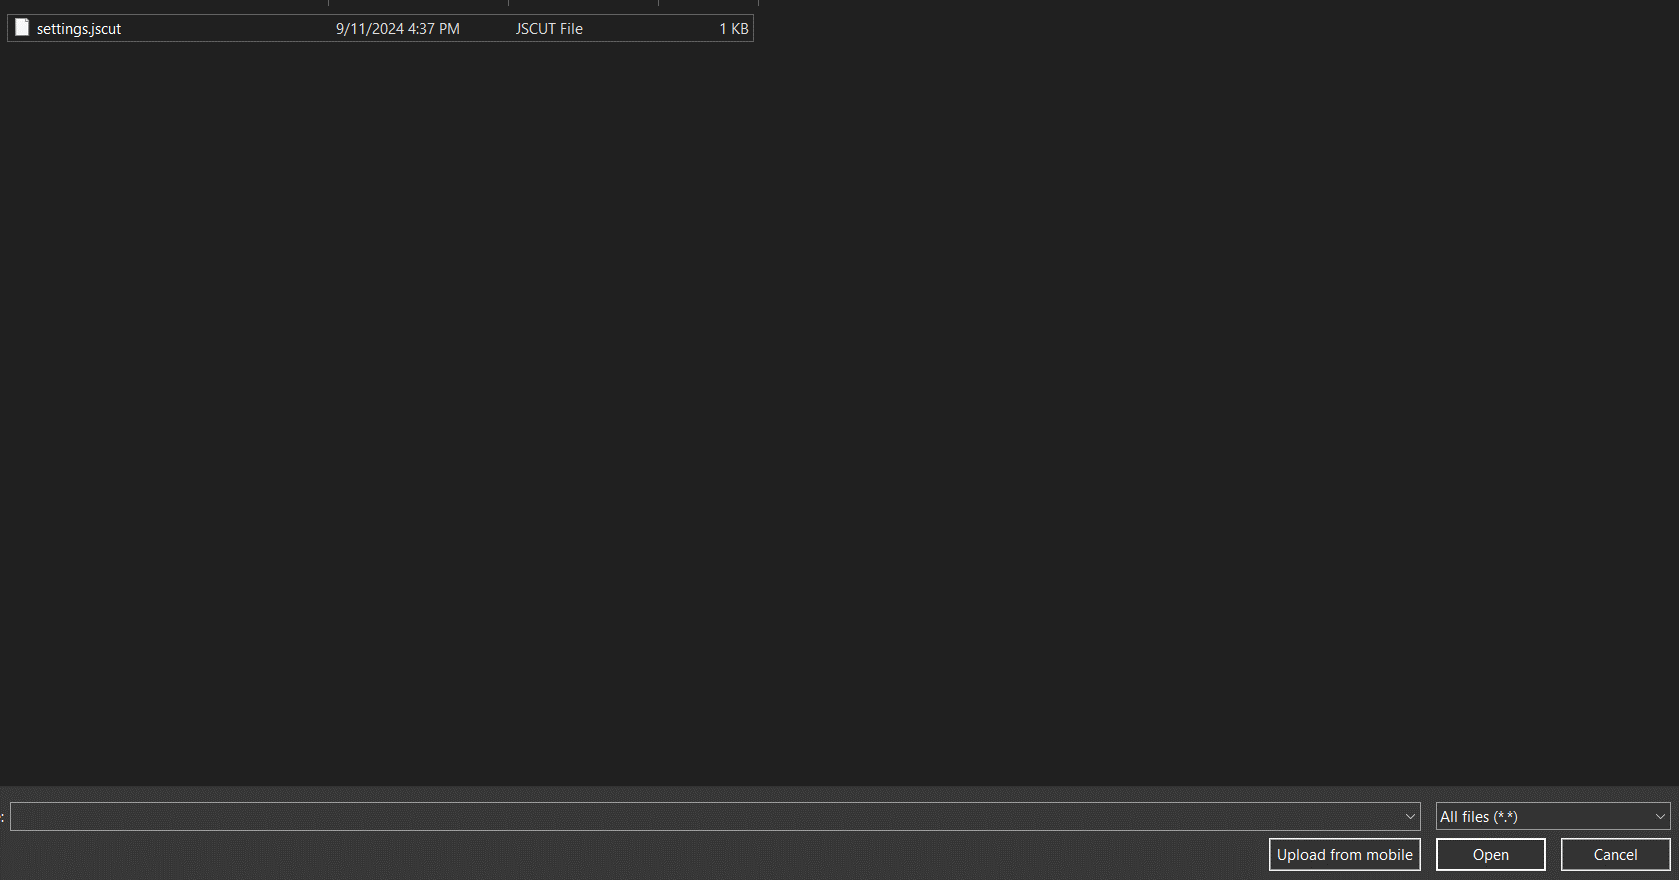 settings.jscut 9/11/2024 4:37 PM JSCUT File 1 KB
: All files (*.*)
Upload from mobile Open Cancel